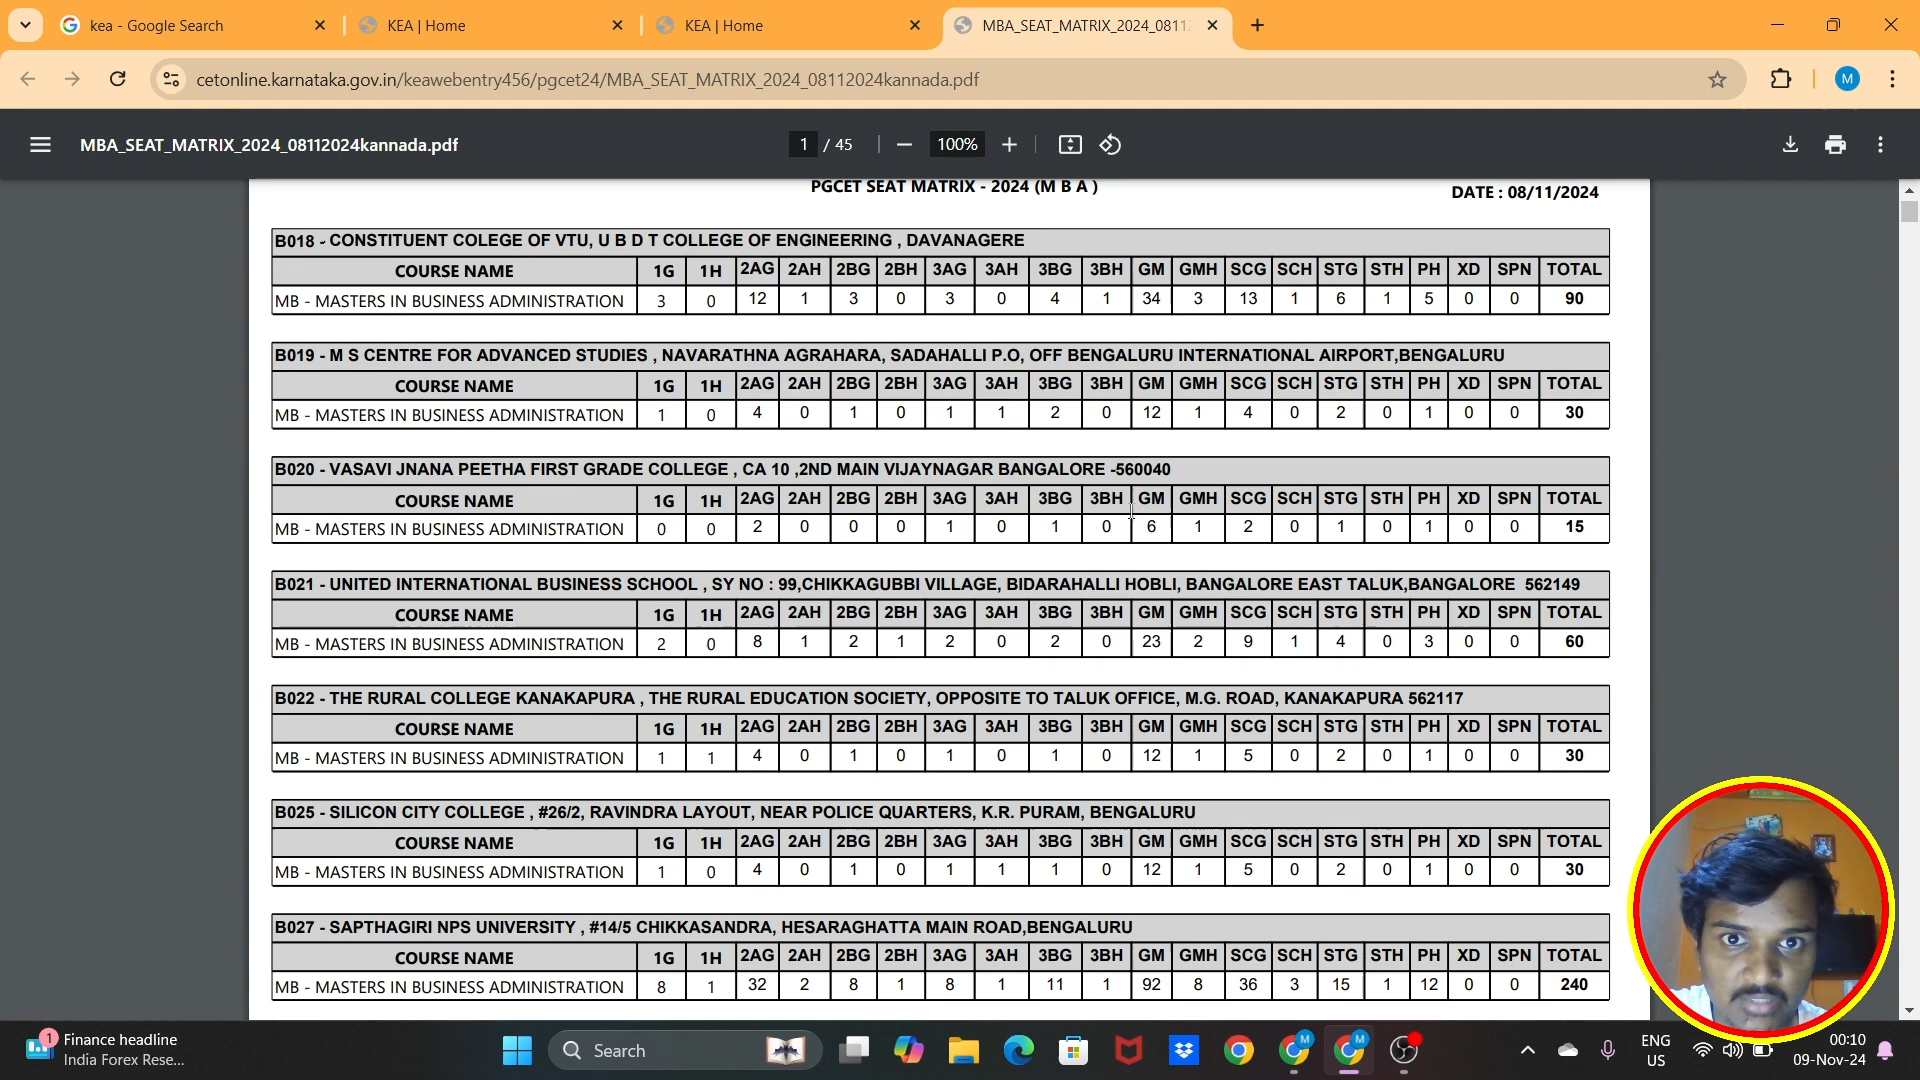 kea - Google Search
KEA | Home
KEA | Home
MBA_SEAT_MATRIX_2024_0811
cetonline.karnataka.gov.in/keawebentry456/pgcet24/MBA_SEAT_MATRIX_2024_08112024kannada.pdf
M
MBA_SEAT_MATRIX_2024_08112024kannada.pdf
1 / 45
100%
PGCET SEAT MATRIX - 2024 (M B A )
DATE : 08/11/2024
B018 - CONSTITUENT COLEGE OF VTU, U B D T COLLEGE OF ENGINEERING , DAVANAGERE
COURSE NAME 1G 1H 2AG 2AH 2BG 2BH 3AG 3AH 3BG 3BH GM GMH SCG SCH STG STH PH XD SPN TOTAL
MB - MASTERS IN BUSINESS ADMINISTRATION 3 0 12 1 3 0 3 0 4 1 34 3 13 1 6 1 5 0 0 90
B019 - M S CENTRE FOR ADVANCED STUDIES , NAVARATHNA AGRAHARA, SADAHALLI P.O, OFF BENGALURU INTERNATIONAL AIRPORT,BENGALURU
COURSE NAME 1G 1H 2AG 2AH 2BG 2BH 3AG 3AH 3BG 3BH GM GMH SCG SCH STG STH PH XD SPN TOTAL
MB - MASTERS IN BUSINESS ADMINISTRATION 1 0 4 0 1 0 1 1 2 0 12 1 4 0 2 0 1 0 0 30
B020 - VASAVI JNANA PEETHA FIRST GRADE COLLEGE , CA 10 ,2ND MAIN VIJAYNAGAR BANGALORE -560040
COURSE NAME 1G 1H 2AG 2AH 2BG 2BH 3AG 3AH 3BG 3BH GM GMH SCG SCH STG STH PH XD SPN TOTAL
MB - MASTERS IN BUSINESS ADMINISTRATION 0 0 2 0 0 0 1 0 1 0 6 1 2 0 1 0 1 0 0 15
B021 - UNITED INTERNATIONAL BUSINESS SCHOOL , SY NO : 99,CHIKKAGUBBI VILLAGE, BIDARAHALLI HOBLI, BANGALORE EAST TALUK,BANGALORE 562149
COURSE NAME 1G 1H 2AG 2AH 2BG 2BH 3AG 3AH 3BG 3BH GM GMH SCG SCH STG STH PH XD SPN TOTAL
MB - MASTERS IN BUSINESS ADMINISTRATION 2 0 8 1 2 1 2 0 2 0 23 2 9 1 4 0 3 0 0 60
B022 - THE RURAL COLLEGE KANAKAPURA , THE RURAL EDUCATION SOCIETY, OPPOSITE TO TALUK OFFICE, M.G. ROAD, KANAKAPURA 562117
COURSE NAME 1G 1H 2AG 2AH 2BG 2BH 3AG 3AH 3BG 3BH GM GMH SCG SCH STG STH PH XD SPN TOTAL
MB - MASTERS IN BUSINESS ADMINISTRATION 1 1 4 0 1 0 1 0 1 0 12 1 5 0 2 0 1 0 0 30
B025 - SILICON CITY COLLEGE , #26/2, RAVINDRA LAYOUT, NEAR POLICE QUARTERS, K.R. PURAM, BENGALURU
COURSE NAME 1G 1H 2AG 2AH 2BG 2BH 3AG 3AH 3BG 3BH GM GMH SCG SCH STG STH PH XD SPN TOTAL
MB - MASTERS IN BUSINESS ADMINISTRATION 1 0 4 0 1 0 1 1 1 0 12 1 5 0 2 0 1 0 0 30
B027 - SAPTHAGIRI NPS UNIVERSITY , #14/5 CHIKKASANDRA, HESARAGHATTA MAIN ROAD,BENGALURU
COURSE NAME 1G 1H 2AG 2AH 2BG 2BH 3AG 3AH 3BG 3BH GM GMH SCG SCH STG STH PH XD SPN TOTAL
MB - MASTERS IN BUSINESS ADMINISTRATION 8 1 32 2 8 1 8 1 11 1 92 8 36 3 15 1 12 0 0 240
1
Finance headline
India Forex Rese...
Search
M
M
ENG
US
00:10
09-Nov-24